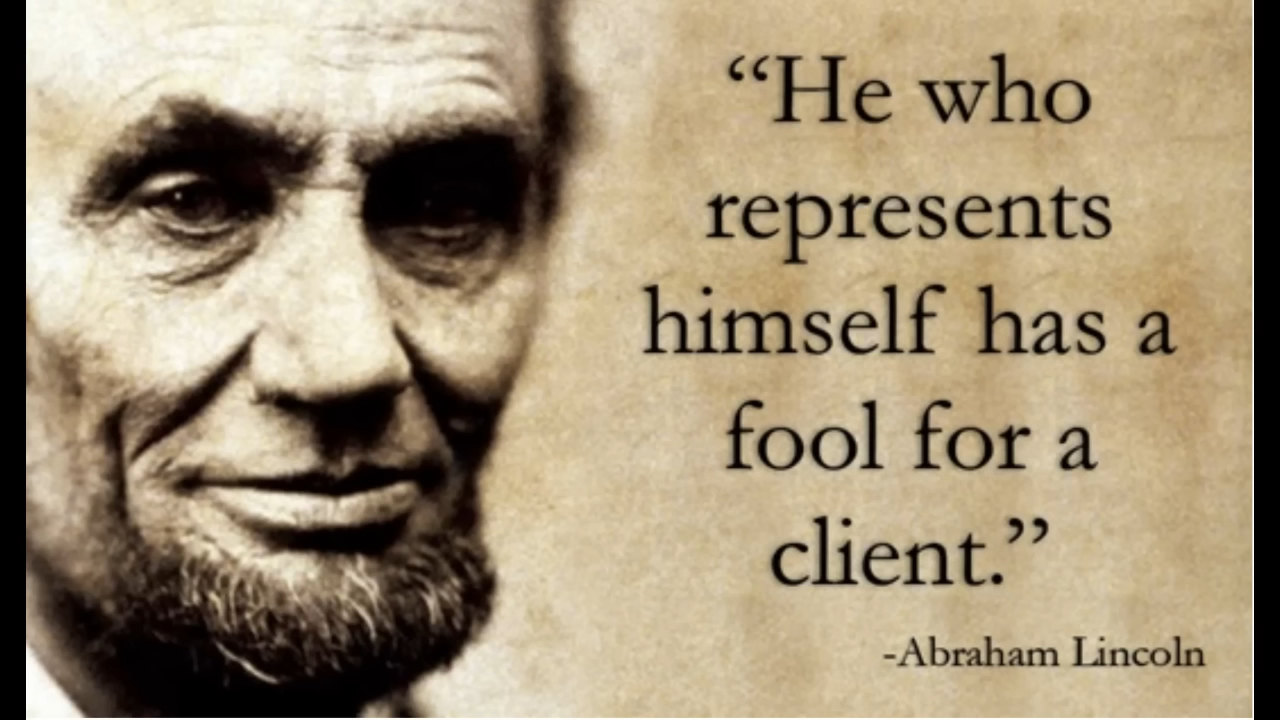 “He who
represents
himself has a
fool for a
client.”
-Abraham Lincoln